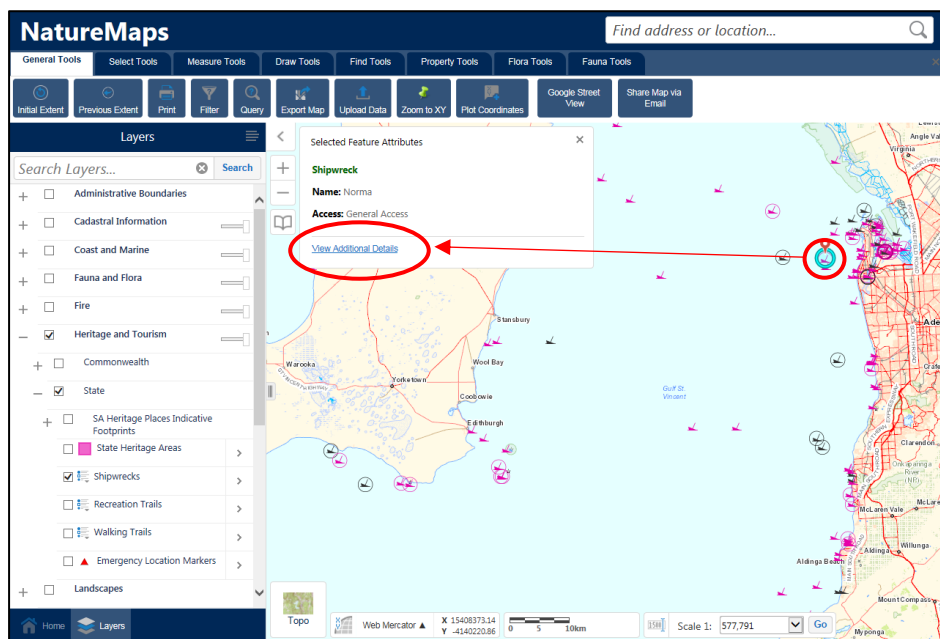 NatureMaps
Find address or location...
General Tools
Select Tools
Measure Tools
Draw Tools
Find Tools
Property Tools
Flora Tools
Fauna Tools
Initial Extent
Previous Extent
Print
Filter
Query
Export Map
Upload Data
Zoom to XY
Plot Coordinates
Google Street
View
Share Map via
Email
Layers
Search Layers...
Search
Administrative Boundaries
Cadastral Information
Coast and Marine
Fauna and Flora
Fire
Heritage and Tourism
Commonwealth
State
SA Heritage Places Indicative
Footprints
State Heritage Areas
Shipwrecks
Recreation Trails
Walking Trails
Emergency Location Markers
Landscapes
Home
Layers
Selected Feature Attributes
Shipwreck
Name: Norma
Access: General Access
View Additional Details
Angle Val
Virginia
Stansbury
Warooka
Yorketown
Wool Bay
Coobowie
Edithburgh
Gulf St.
Vincent
Ade
Clarendon
Onkaparinga
River
(NP)
McLaren Vale
McLare
Willunga
Aldinga Beach
Aldinga
Mount Compass
Myponga
Topo
Web Mercator
X 15408373.14
Y -4140220.86
0 5 10km
Scale 1: 577,791
Go